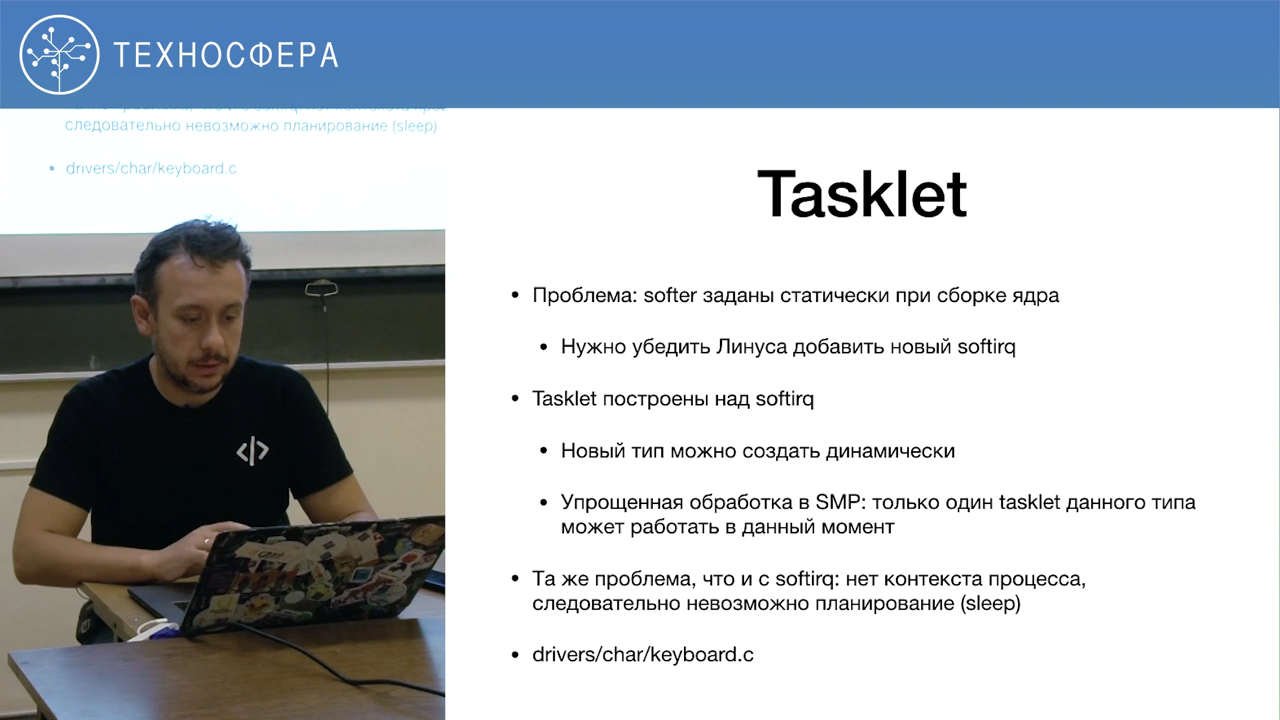 ТЕХНОСФЕРА
следовательно невозможно планирование (sleep)
• drivers/char/keyboard.c
Tasklet
• Проблема: softer заданы статически при сборке ядра
• Нужно убедить Линуса добавить новый softirq
• Tasklet построены над softirq
• Новый тип можно создать динамически
• Упрощенная обработка в SMP: только один tasklet данного типа
может работать в данный момент
• Та же проблема, что и с softirq: нет контекста процесса,
следовательно невозможно планирование (sleep)
• drivers/char/keyboard.c